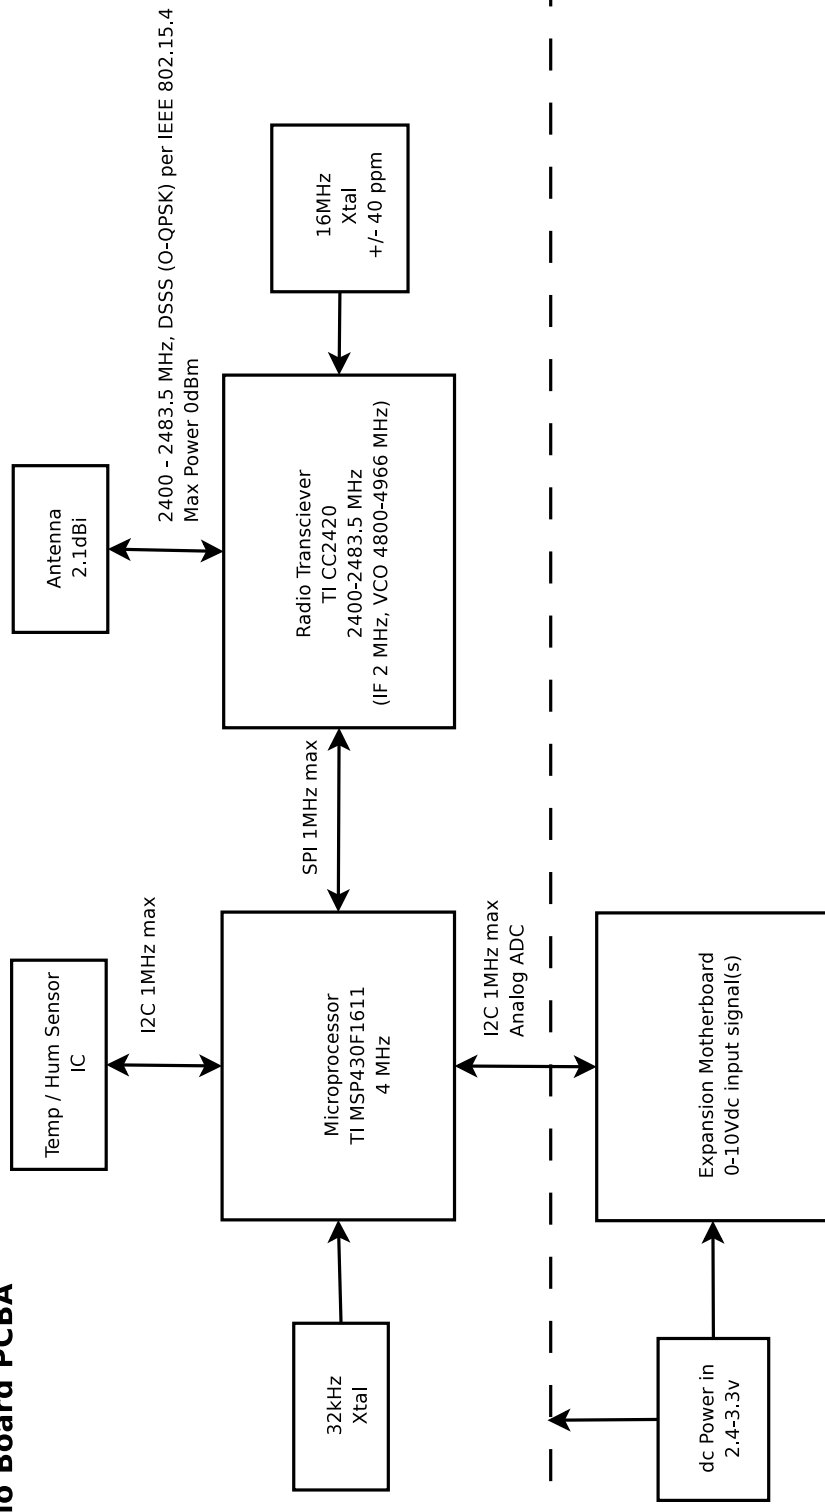 Board PCBA
Temp / Hum Sensor
IC
I2C 1MHz max
Antenna
2.1dBi
2400 - 2483.5 MHz, DSSS (O-QPSK) per IEEE 802.15.4
Max Power 0dBm
32kHz
Xtal
Microprocessor
TI MSP430F1611
4 MHz
SPI 1MHz max
Radio Transciever
TI CC2420
2400-2483.5 MHz
(IF 2 MHz, VCO 4800-4966 MHz)
16MHz
Xtal
+/- 40 ppm
I2C 1MHz max
Analog ADC
dc Power in
2.4-3.3v
Expansion Motherboard
0-10Vdc input signal(s)